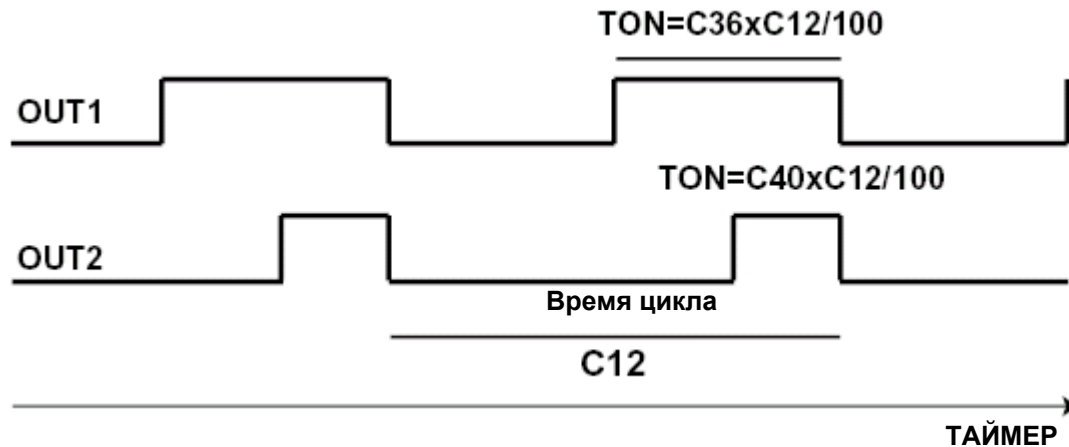 TON=C36xC12/100
OUT1
TON=C40xC12/100
OUT2
Время цикла
C12
ТАЙМЕР